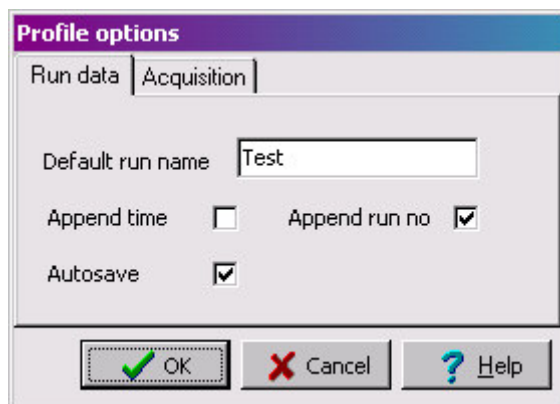 Profile options
Run data Acquisition
Default run name Test
Append time Append run no
Autosave
OK Cancel Help